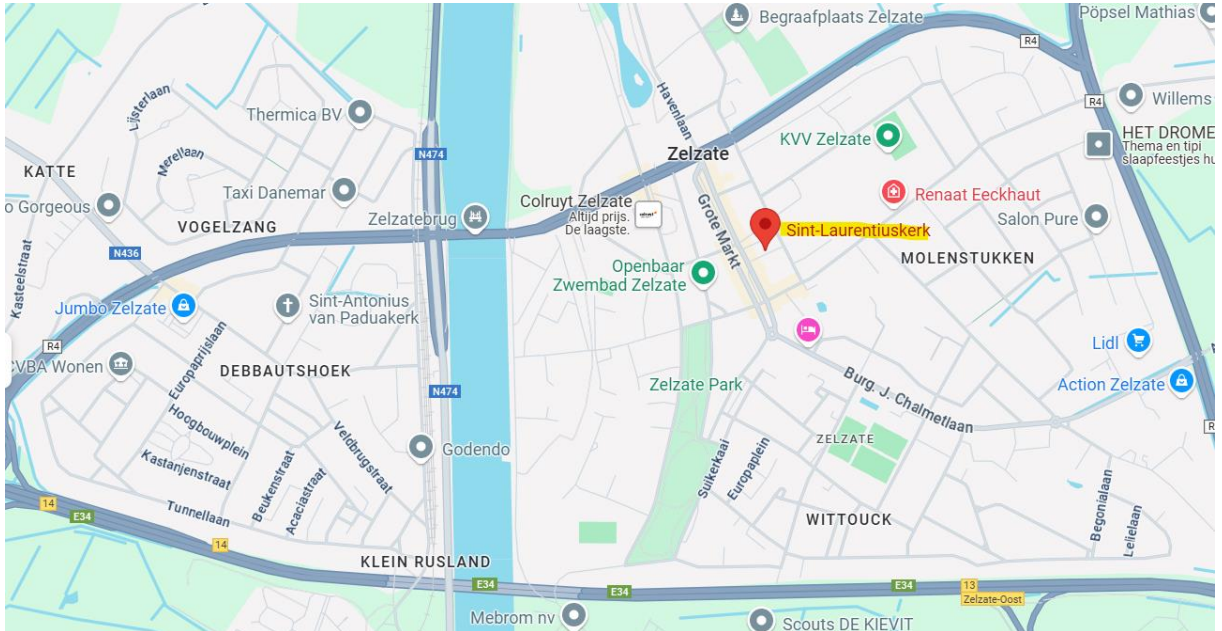 Begraafplaats Zelzate
Pöpsel Mathias
R4
Lijsterlaan
Thermica BV
Havenlaan
R4
Willems
KVV Zelzate
HET DROME
Thema en tipi
slaapfeestjes hu
Merellaan
N474
Zelzate
KATTE
Taxi Danemar
Colruyt Zelzate
Altijd prijs.
De laagste.
Renaat Eeckhaut
o Gorgeous
Zelzatebrug
Grote Markt
Salon Pure
VOGELZANG
Sint-Laurentiuskerk
Kasteelstraat
N436
MOLENSTUKKEN
Openbaar
Zwembad Zelzate
Jumbo Zelzate
Sint-Antonius
van Paduakerk
R4
Lidl
CVBA Wonen
Europaprijslaan
DEBBAUTSHOEK
N474
Zelzate Park
Burg. J. Chalmetlaan
Action Zelzate
Hoogbouwplein
Veldbrugstraat
Godendo
ZELZATE
R
Kastanjenstraat
Beukenstraat
Acaciastraat
Suikerkaai
Europaplein
Begonialaan
Lelielaan
14
E34
Tunnellaan
WITTOUCK
14
KLEIN RUSLAND
E34
E34
E34
13
Zelzate-Oost
Mebrom nv
Scouts DE KIEVIT